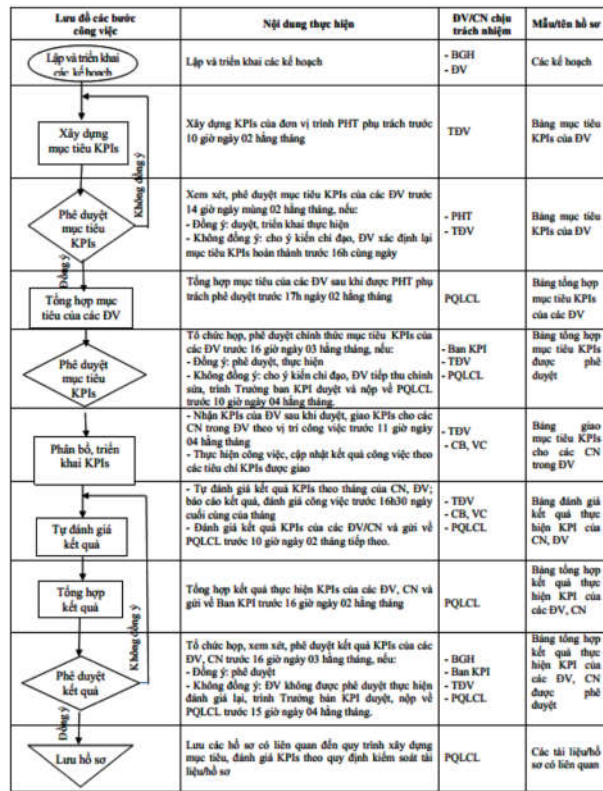 Lưu đồ các bước công việc | Nội dung thực hiện | ĐV/CN chịu trách nhiệm | Mẫu/tên hồ sơ
Lập và triển khai
các kế hoạch
Lập và triển khai các kế hoạch
- BGH
- ĐV
Các kế hoạch
Xây dựng
mục tiêu KPIs
Không đồng ý
Xây dựng KPIs của đơn vị trình PHT phụ trách trước
10 giờ ngày 02 hằng tháng
TĐV
Bảng mục tiêu
KPIs của ĐV
Phê duyệt
mục tiêu
KPIs
Đồng ý
Xem xét, phê duyệt mục tiêu KPIs của các ĐV trước
14 giờ ngày mùng 02 hằng tháng, nếu:
- Đồng ý: duyệt, triển khai thực hiện
- Không đồng ý: cho ý kiến chỉ đạo, ĐV xác định lại
mục tiêu KPIs hoàn thành trước 16h cùng ngày
- PHT
- TĐV
Bảng mục tiêu
KPIs của ĐV
Tổng hợp mục
tiêu của các ĐV
Tổng hợp mục tiêu của các ĐV sau khi được PHT phụ
trách phê duyệt trước 17h ngày 02 hằng tháng
PQLCL
Bảng tổng hợp
mục tiêu KPIs
của các ĐV
Phê duyệt
mục tiêu
KPIs
Tổ chức họp, phê duyệt chính thức mục tiêu KPIs của
các ĐV trước 16 giờ ngày 03 hằng tháng, nếu:
- Đồng ý: phê duyệt, thực hiện
- Không đồng ý: cho ý kiến chỉ đạo, ĐV tiếp thu chỉnh
sửa, trình Trưởng ban KPI duyệt và nộp về PQLCL
trước 10 giờ ngày 04 hằng tháng.
- Ban KPI
- TĐV
- PQLCL
Bảng tổng hợp
mục tiêu KPIs
được phê
duyệt
Phân bổ, triển
khai KPIs
- Nhận KPIs của ĐV sau khi duyệt, giao KPIs cho các
CN trong ĐV theo vị trí công việc trước 11 giờ ngày
04 hằng tháng
- Thực hiện công việc, cập nhật kết quả công việc theo
các tiêu chí KPIs được giao
- TĐV
- CB, VC
Bảng giao
mục tiêu KPIs
cho các CN
trong ĐV
Tự đánh giá
kết quả
- Tự đánh giá kết quả KPIs theo tháng của CN, ĐV;
báo cáo kết quả, đánh giá công việc trước 16h30 ngày
cuối cùng của tháng
- Đánh giá kết quả KPIs của các ĐV/CN và gửi về
PQLCL trước 10 giờ ngày 02 tháng tiếp theo.
- TĐV
- CB, VC
- PQLCL
Bảng đánh giá
kết quả thực
hiện KPI của
CN, ĐV
Tổng hợp
kết quả
Không đồng ý
Tổng hợp kết quả thực hiện KPIs của các ĐV, CN và
gửi về Ban KPI trước 16 giờ ngày 02 hằng tháng
PQLCL
Bảng tổng hợp
kết quả thực
hiện KPI của
các ĐV, CN
Phê duyệt
kết quả
Đồng ý
Tổ chức họp, xem xét, phê duyệt kết quả KPIs của các
ĐV, CN trước 16 giờ ngày 03 hằng tháng, nếu:
- Đồng ý: phê duyệt
- Không đồng ý: ĐV không được phê duyệt thực hiện
đánh giá lại, trình Trưởng bản KPI duyệt, nộp về
PQLCL trước 15 giờ ngày 04 hằng tháng.
- BGH
- Ban KPI
- TĐV
- PQLCL
Bảng tổng hợp
kết quả thực
hiện KPI của
các ĐV, CN
được phê
duyệt
Lưu hồ sơ
Lưu các hồ sơ có liên quan đến quy trình xây dựng
mục tiêu, đánh giá KPIs theo quy định kiểm soát tài
liệu/hồ sơ
PQLCL
Các tài liệu/hồ
sơ có liên quan